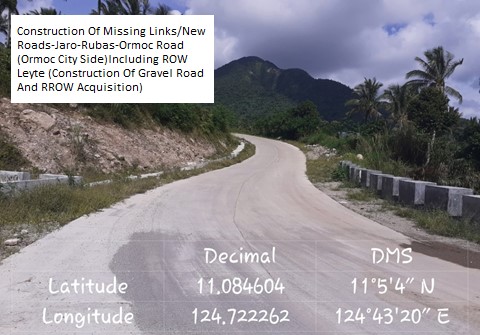 Construction Of Missing Links/New
Roads-Jaro-Rubas-Ormoc Road
(Ormoc City Side)Including ROW
Leyte (Construction Of Gravel Road
And RROW Acquisition)
Decimal DMS
Latitude 11.084604 11°5'4" N
Longitude 124.722262 124°43'20" E